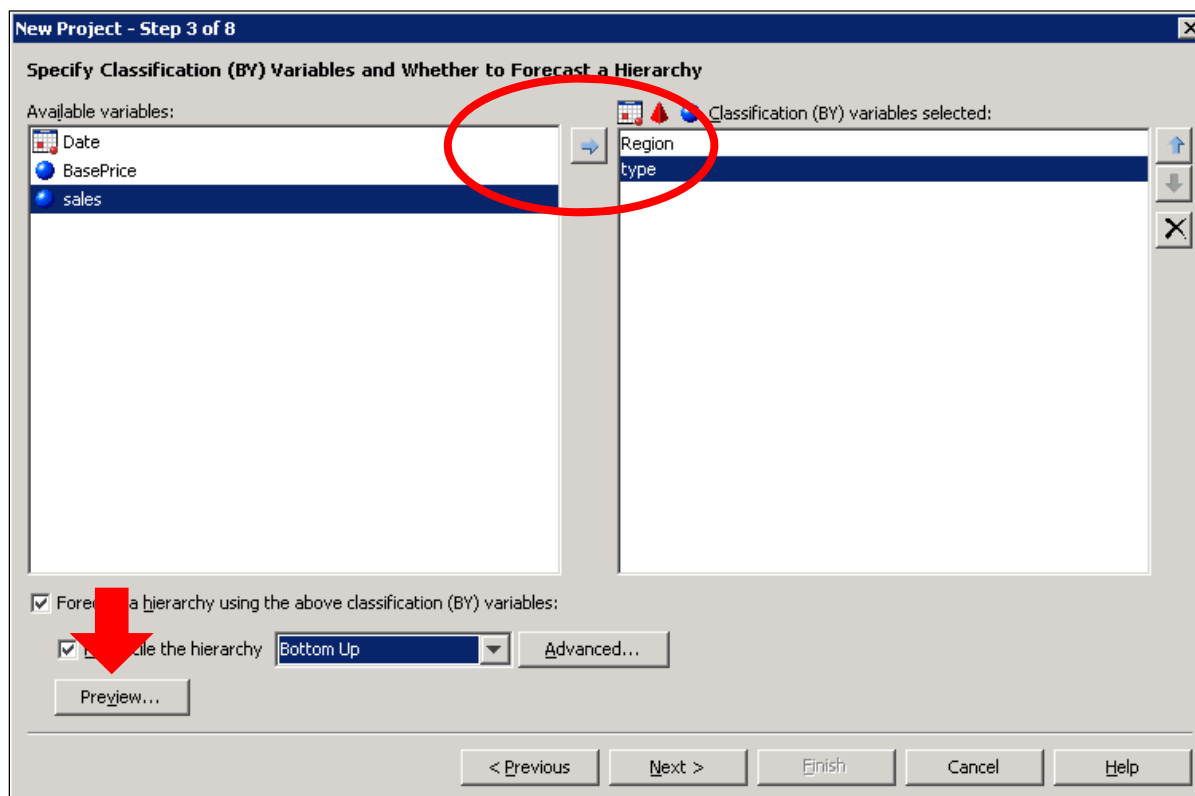 New Project - Step 3 of 8
Specify Classification (BY) Variables and Whether to Forecast a Hierarchy
Available variables:
Classification (BY) variables selected:
Date
BasePrice
sales
Region
type
a hierarchy using the above classification (BY) variables:
the hierarchy
Bottom Up
Advanced...
Preview...
< Previous
Next >
Finish
Cancel
Help